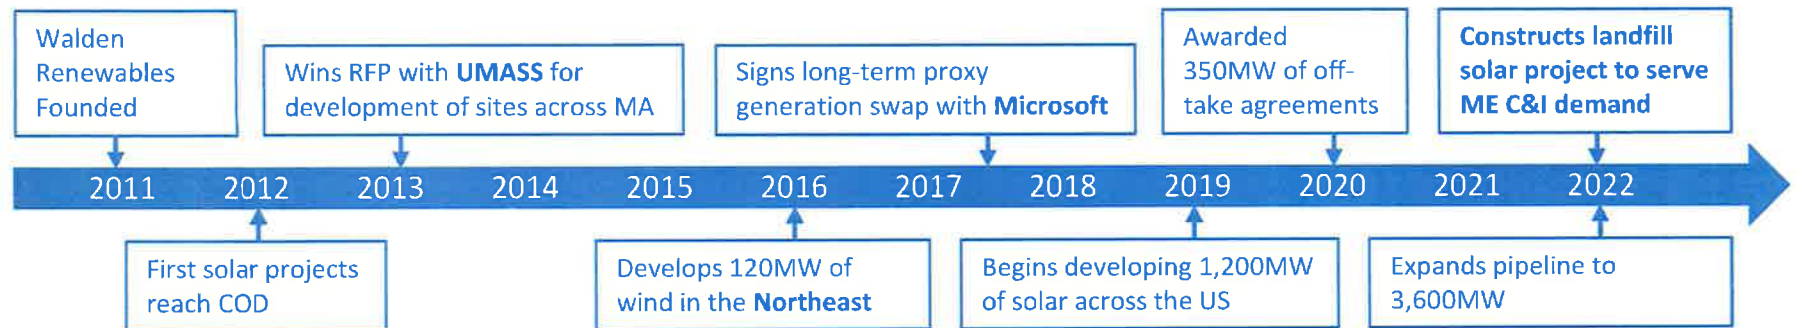 Walden
Renewables
Founded
Wins RFP with UMASS for
development of sites across MA
Signs long-term proxy
generation swap with Microsoft
Awarded
350MW of off-
take agreements
Constructs landfill
solar project to serve
ME C&I demand
2011 2012 2013 2014 2015 2016 2017 2018 2019 2020 2021 2022
First solar projects
reach COD
Develops 120MW of
wind in the Northeast
Begins developing 1,200MW
of solar across the US
Expands pipeline to
3,600MW